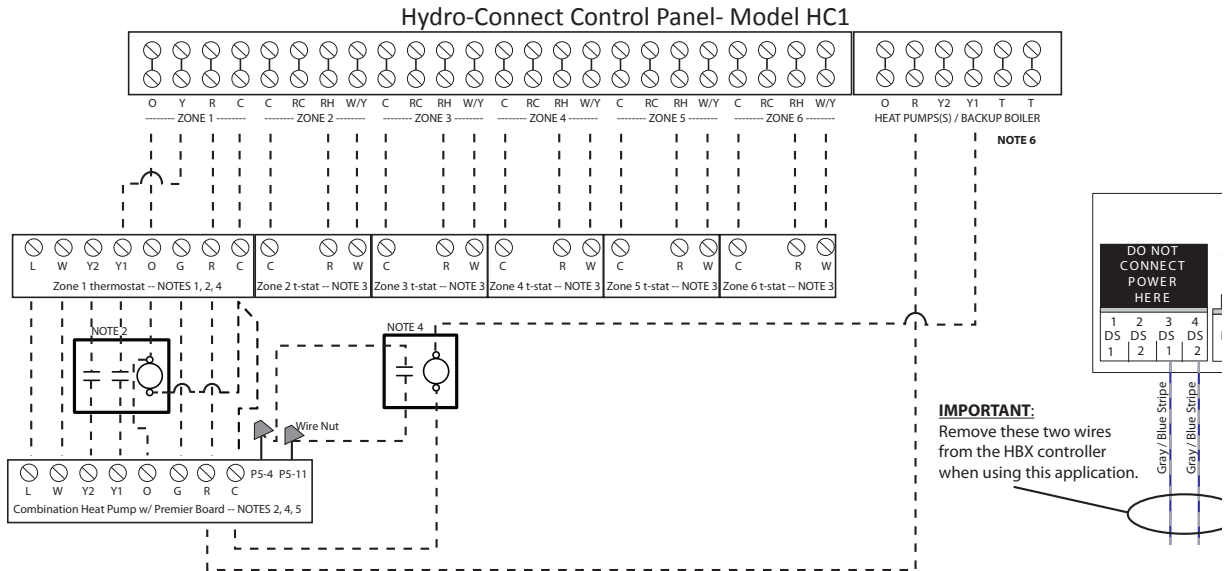 Hydro-Connect Control Panel- Model HC1
O Y R C C RC RH W/Y C RC RH W/Y C RC RH W/Y C RC RH W/Y C RC RH W/Y O R Y2 Y1 T T
-------- ZONE 1 -------- -------- ZONE 2 -------- -------- ZONE 3 -------- -------- ZONE 4 -------- -------- ZONE 5 -------- -------- ZONE 6 -------- HEAT PUMPS(S) / BACKUP BOILER
NOTE 6
L W Y2 Y1 O G R C C R W C R W C R W C R W C R W
Zone 1 thermostat -- NOTES 1, 2, 4 Zone 2 t-stat -- NOTE 3 Zone 3 t-stat -- NOTE 3 Zone 4 t-stat -- NOTE 3 Zone 5 t-stat -- NOTE 3 Zone 6 t-stat -- NOTE 3
NOTE 2
NOTE 4
Wire Nut
P5-4 P5-11
L W Y2 Y1 O G R C
Combination Heat Pump w/ Premier Board -- NOTES 2, 4, 5
DO NOT
CONNECT
POWER
HERE
1 2 3 4
DS DS DS DS
1 2 1 2
Gray / Blue Stripe
Gray / Blue Stripe
IMPORTANT:
Remove these two wires
from the HBX controller
when using this application.